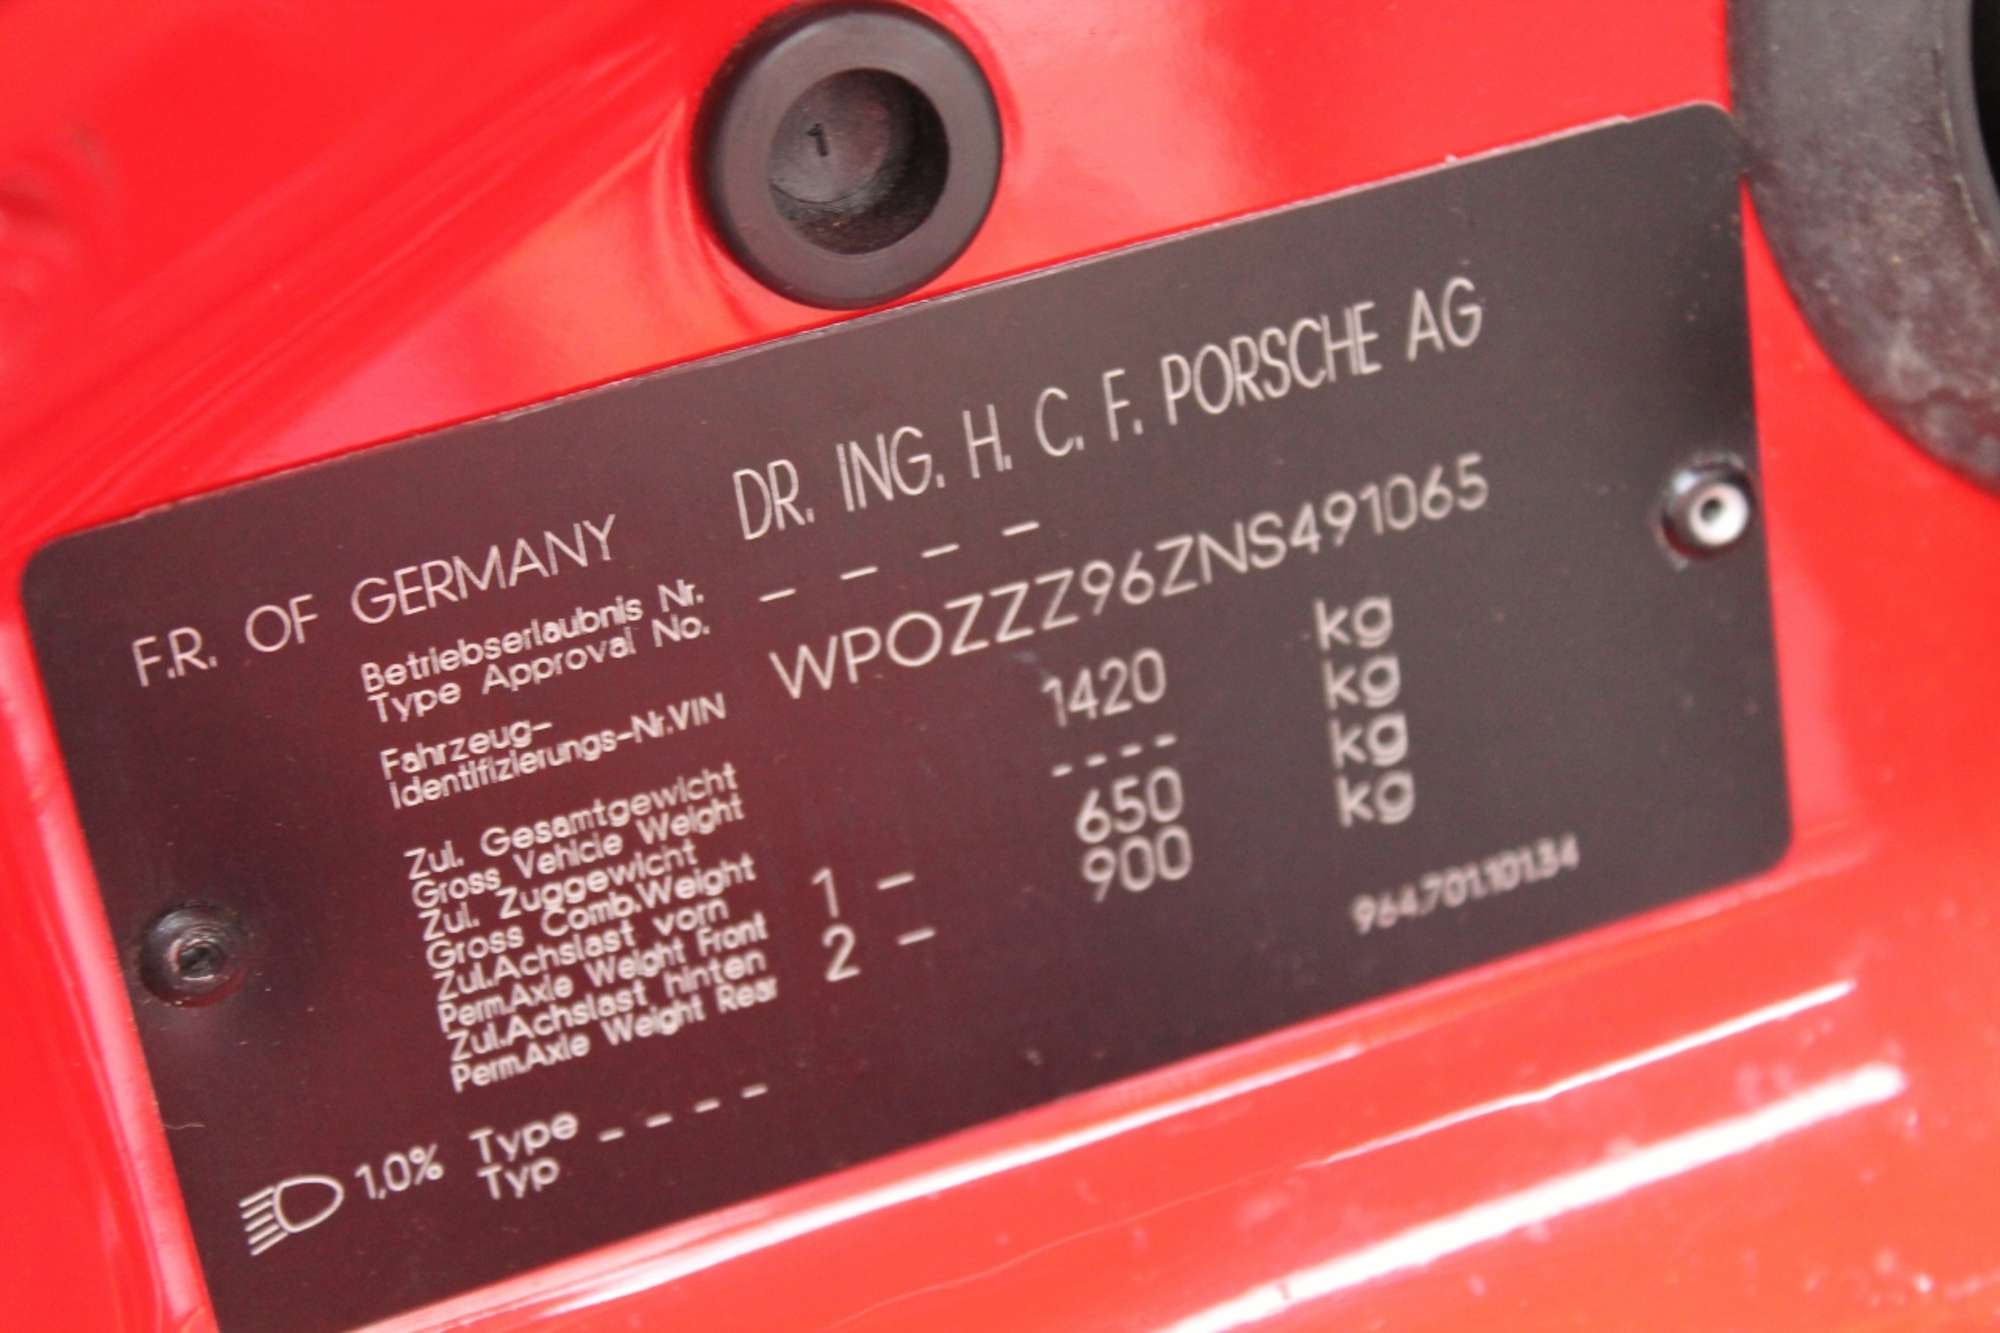 F.R. OF GERMANY DR. ING. H. C. F. PORSCHE AG
Betriebserlaubnis Nr.
Type Approval No. – – – –
Fahrzeug-
Identifizierungs-Nr.VIN WPOZZZ96ZNS491065
Zul. Gesamtgewicht
Gross Vehicle Weight 1420 kg
Zul. Zuggewicht
Gross Comb.Weight ---- kg
Zul.Achslast vorn
Perm.Axle Weight Front 1 – 650 kg
Zul.Achslast hinten
Perm.Axle Weight Rear 2 – 900 kg
964.701.101.34
1,0% Type – – – –
Typ